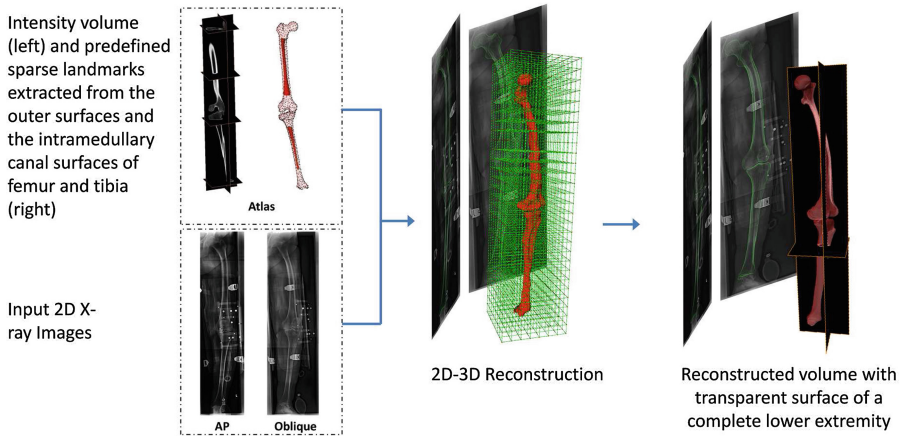 Intensity volume
(left) and predefined
sparse landmarks
extracted from the
outer surfaces and
the intramedullary
canal surfaces of
femur and tibia
(right)
Atlas
Input 2D X-
ray Images
AP
Oblique
2D-3D Reconstruction
Reconstructed volume with
transparent surface of a
complete lower extremity